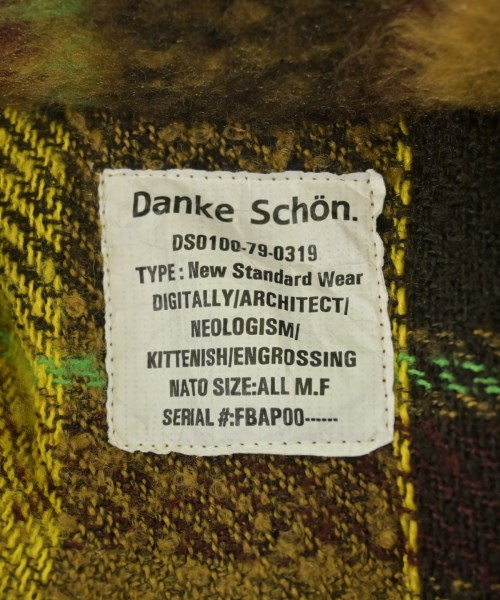 Danke Schön.
DS0100-79-0319
TYPE : New Standard Wear
DIGITALLY/ARCHITECT/
NEOLOGISM/
KITTENISH/ENGROSSING
NATO SIZE:ALL M.F
SERIAL #:FBAP00------